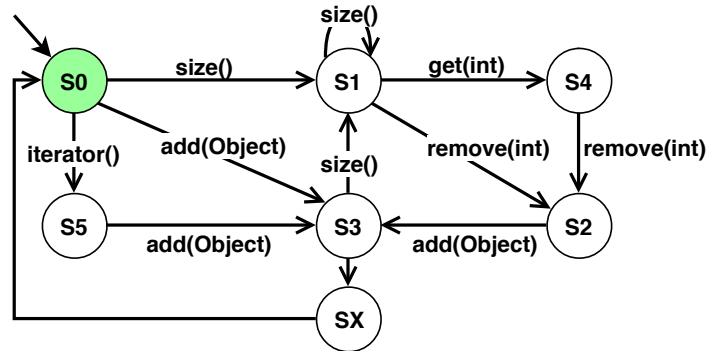 size()
S0
size()
S1
get(int)
S4
iterator()
add(Object)
size()
remove(int)
remove(int)
S5
add(Object)
S3
add(Object)
S2
SX